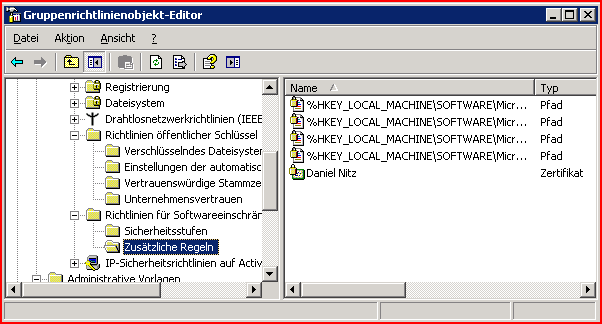 Gruppenrichtlinienobjekt-Editor
Datei Aktion Ansicht ?
Registrierung
Dateisystem
Drahtlosnetzwerkrichtlinien (IEEE
Richtlinien öffentlicher Schlüssel
Verschlüsselndes Dateisystem
Einstellungen der automatisc
Vertrauenswürdige Stammze
Unternehmensvertrauen
Richtlinien für Softwareeinschrän
Sicherheitsstufen
Zusätzliche Regeln
IP-Sicherheitsrichtlinien auf Activ
Administrative Vorlagen
Name Typ
%HKEY_LOCAL_MACHINE\SOFTWARE\Micr... Pfad
%HKEY_LOCAL_MACHINE\SOFTWARE\Micr... Pfad
%HKEY_LOCAL_MACHINE\SOFTWARE\Micr... Pfad
%HKEY_LOCAL_MACHINE\SOFTWARE\Micr... Pfad
Daniel Nitz Zertifikat